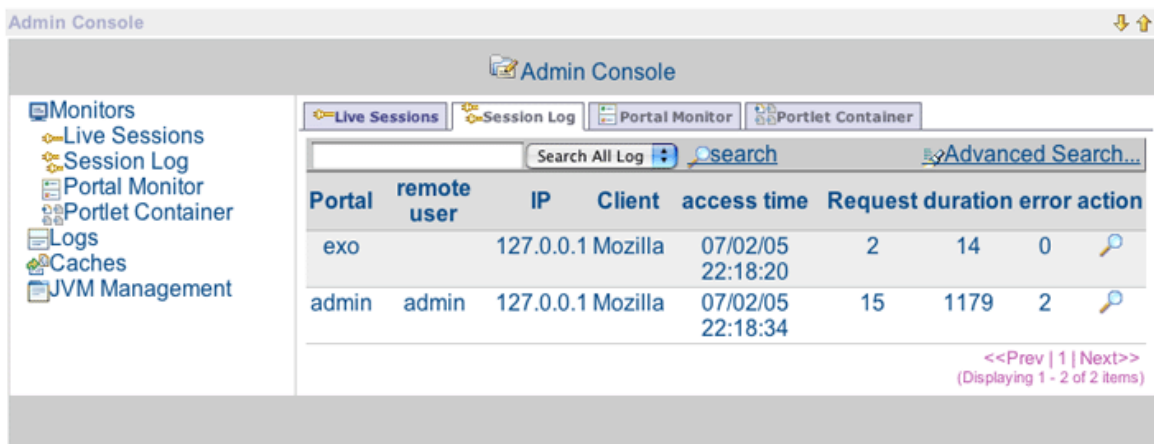 Admin Console
Admin Console
Monitors
Live Sessions
Session Log
Portal Monitor
Portlet Container
Logs
Caches
JVM Management
Live Sessions Session Log Portal Monitor Portlet Container
Search All Log search Advanced Search...
Portal remote user IP Client access time Request duration error action
exo 127.0.0.1 Mozilla 07/02/05 22:18:20 2 14 0
admin admin 127.0.0.1 Mozilla 07/02/05 22:18:34 15 1179 2
<<Prev | 1 | Next>>
(Displaying 1 - 2 of 2 items)